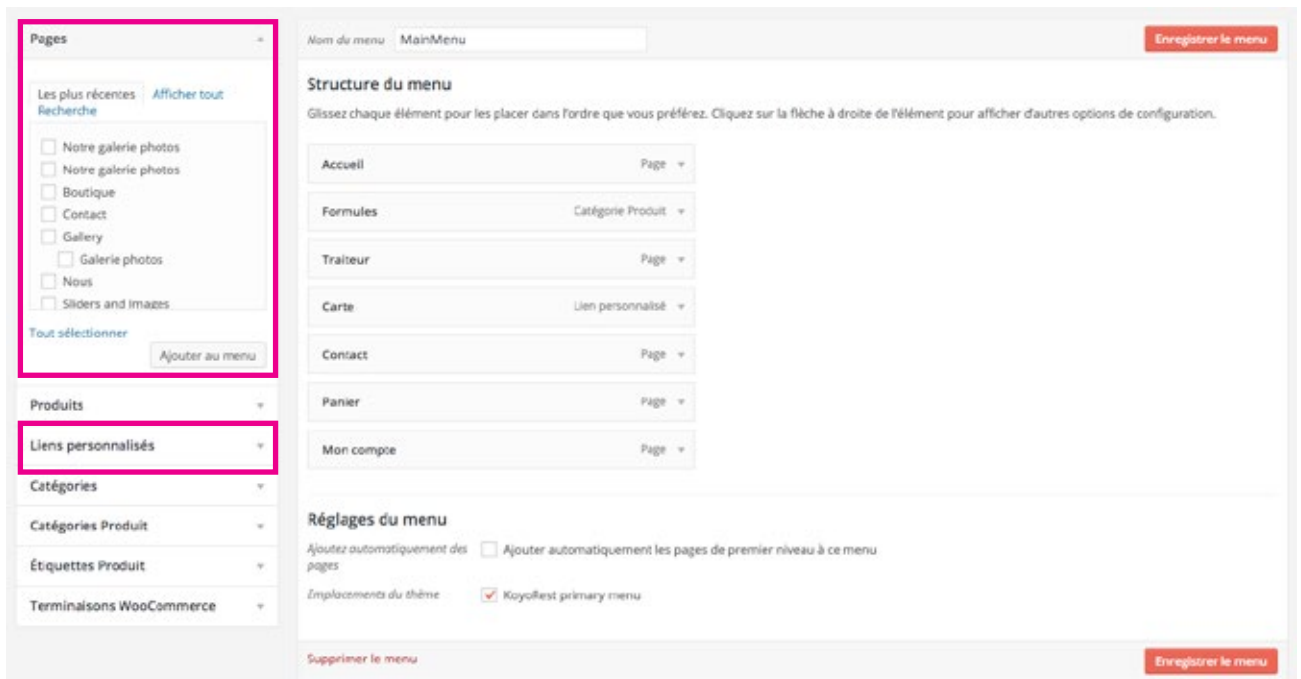 Pages
Les plus récentes Afficher tout
Recherche
Notre galerie photos
Notre galerie photos
Boutique
Contact
Gallery
Galerie photos
Nous
Sliders and Images
Tout sélectionner
Ajouter au menu
Produits
Liens personnalisés
Catégories
Catégories Produit
Étiquettes Produit
Terminaisons WooCommerce
Nom du menu MainMenu Enregistrer le menu
Structure du menu
Glissez chaque élément pour les placer dans l'ordre que vous préférez. Cliquez sur la flèche à droite de l'élément pour afficher d'autres options de configuration.
Accueil Page
Formules Catégorie Produit
Traiteur Page
Carte Lien personnalisé
Contact Page
Panier Page
Mon compte Page
Réglages du menu
Ajoutez automatiquement des
pages
Ajouter automatiquement les pages de premier niveau à ce menu
Emplacements du thème KoyoRest primary menu
Supprimer le menu Enregistrer le menu